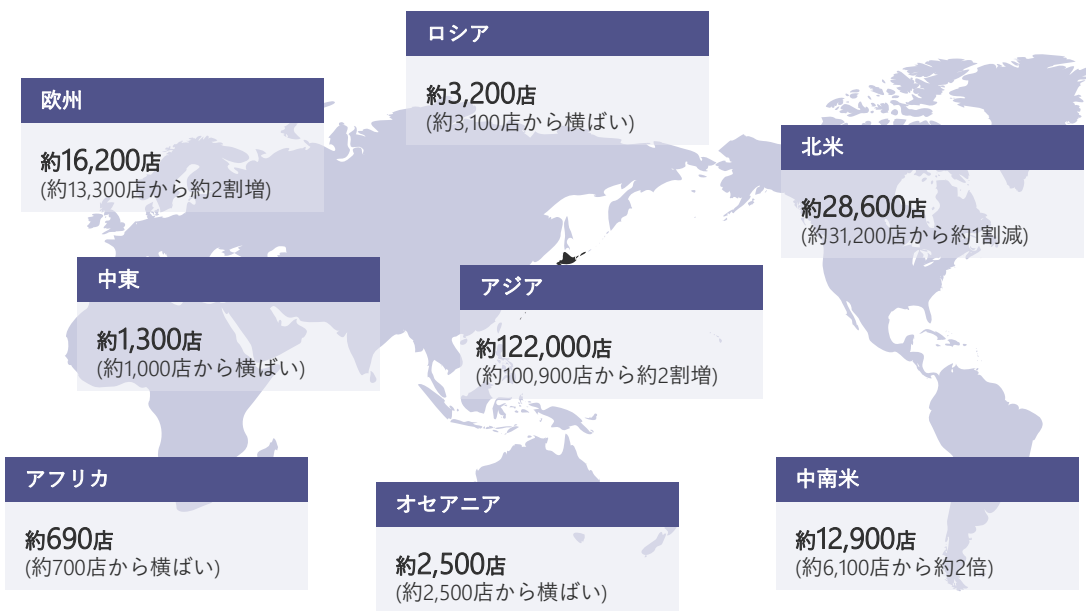 ロシア
約3,200店
(約3,100店から横ばい)
欧州
約16,200店
(約13,300店から約2割増)
北米
約28,600店
(約31,200店から約1割減)
中東
約1,300店
(約1,000店から横ばい)
アジア
約122,000店
(約100,900店から約2割増)
アフリカ
約690店
(約700店から横ばい)
オセアニア
約2,500店
(約2,500店から横ばい)
中南米
約12,900店
(約6,100店から約2倍)